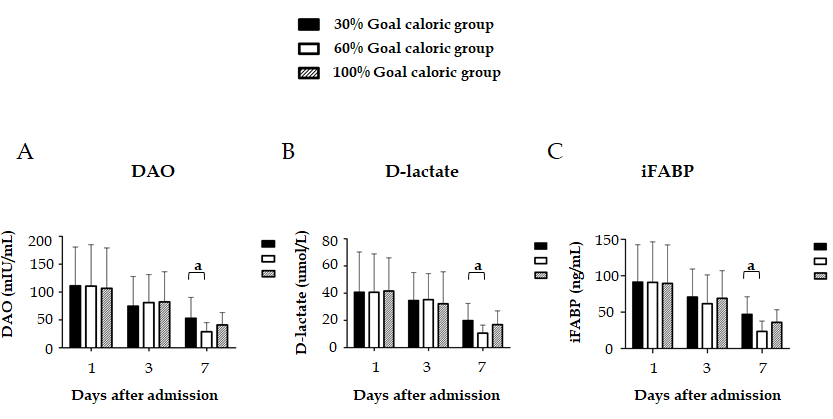 30% Goal caloric group
60% Goal caloric group
100% Goal caloric group
A
DAO
DAO (mIU/mL)
200
150
100
50
0
a
1 3 7
Days after admission
B
D-lactate
D-lactate (umol/L)
80
60
40
20
0
a
1 3 7
Days after admission
C
iFABP
iFABP (ng/mL)
150
100
50
0
a
1 3 7
Days after admission